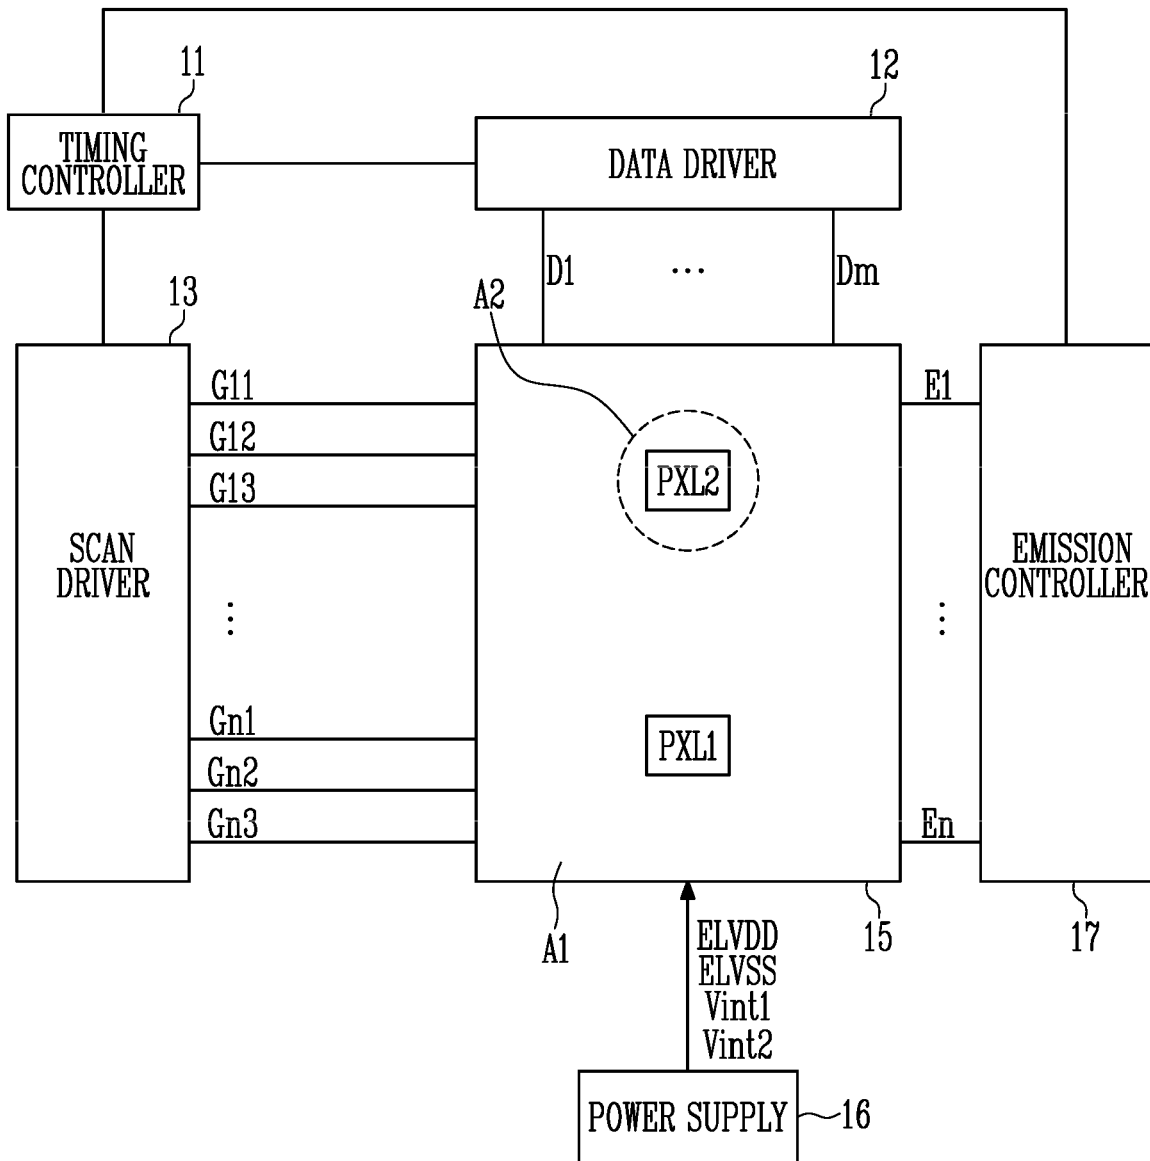 11
12
TIMING
CONTROLLER
DATA DRIVER
D1
...
Dm
13
A2
G11
G12
G13
E1
PXL2
SCAN
DRIVER
EMISSION
CONTROLLER
⋮
⋮
Gn1
Gn2
Gn3
PXL1
En
A1
15
17
ELVDD
ELVSS
Vint1
Vint2
POWER SUPPLY
16